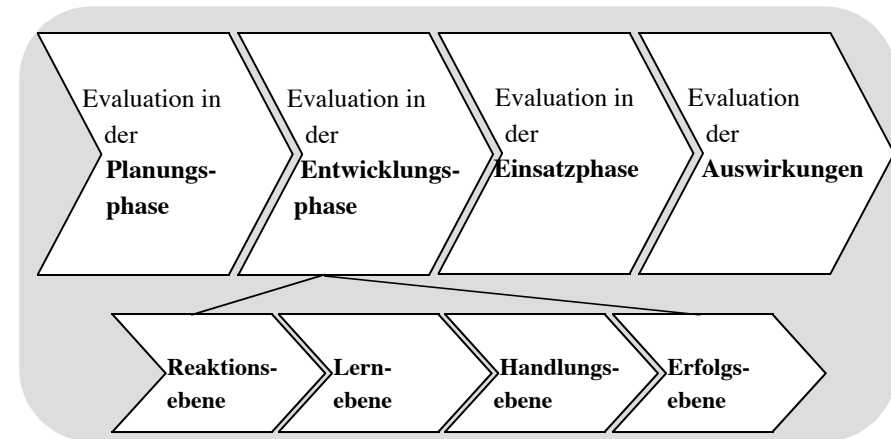 Evaluation in
der
Planungs-
phase
Evaluation in
der
Entwicklungs-
phase
Evaluation in
der
Einsatzphase
Evaluation
der
Auswirkungen
Reaktions-
ebene
Lern-
ebene
Handlungs-
ebene
Erfolgs-
ebene